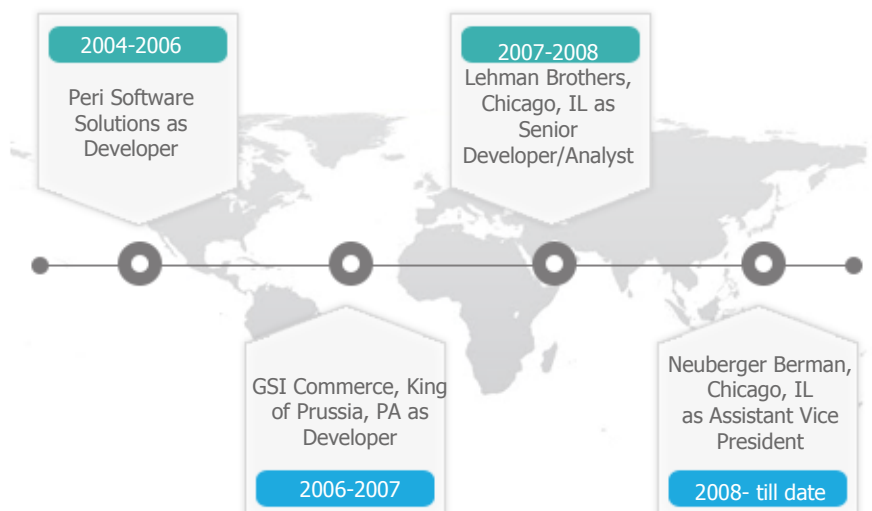 2004-2006
Peri Software
Solutions as
Developer
GSI Commerce, King
of Prussia, PA as
Developer
2006-2007
2007-2008
Lehman Brothers,
Chicago, IL as
Senior
Developer/Analyst
Neuberger Berman,
Chicago, IL
as Assistant Vice
President
2008- till date